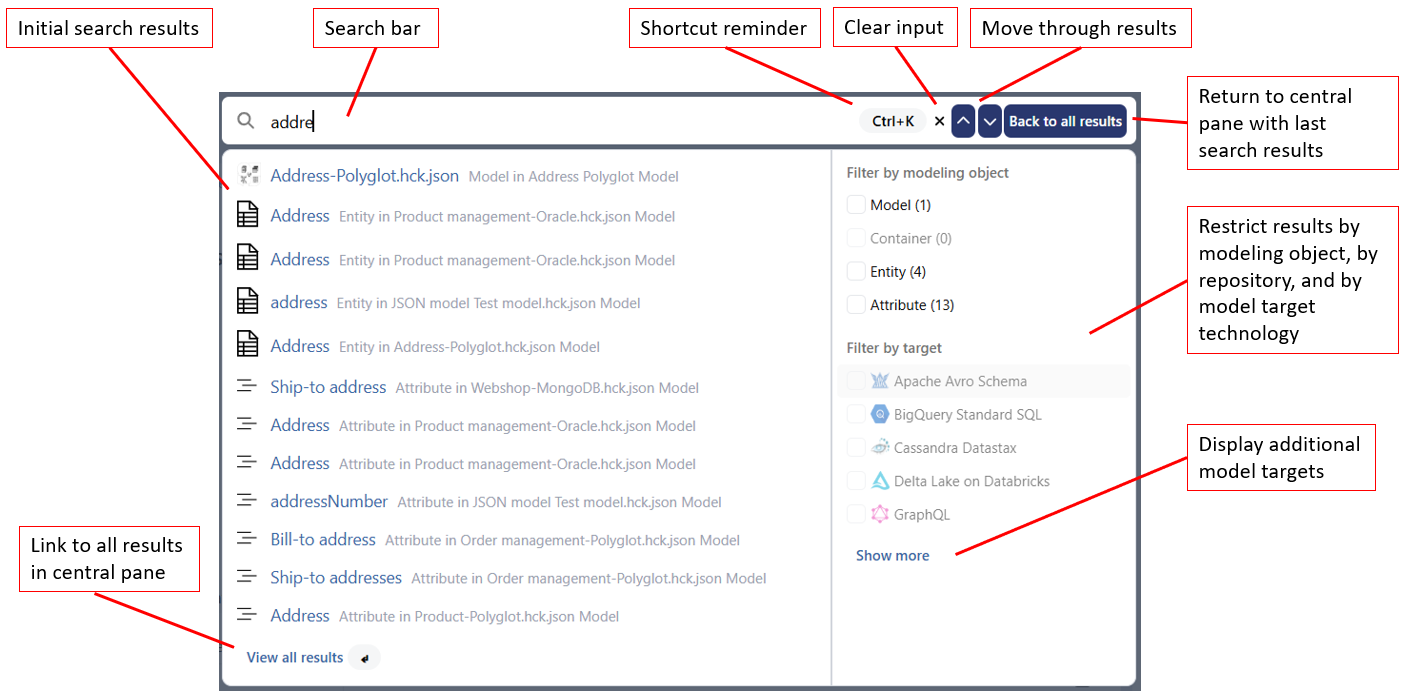 Initial search results
Search bar
Shortcut reminder
Clear input
Move through results
Return to central
pane with last
search results
addre
Ctrl+K
Back to all results
Address-Polyglot.hck.json Model in Address Polyglot Model
Address Entity in Product management-Oracle.hck.json Model
Address Entity in Product management-Oracle.hck.json Model
address Entity in JSON model Test model.hck.json Model
Address Entity in Address-Polyglot.hck.json Model
Ship-to address Attribute in Webshop-MongoDB.hck.json Model
Address Attribute in Product management-Oracle.hck.json Model
Address Attribute in Product management-Oracle.hck.json Model
addressNumber Attribute in JSON model Test model.hck.json Model
Bill-to address Attribute in Order management-Polyglot.hck.json Model
Ship-to addresses Attribute in Order management-Polyglot.hck.json Model
Address Attribute in Product-Polyglot.hck.json Model
View all results
Filter by modeling object
Model (1)
Container (0)
Entity (4)
Attribute (13)
Filter by target
Apache Avro Schema
BigQuery Standard SQL
Cassandra Datastax
Delta Lake on Databricks
GraphQL
Show more
Restrict results by
modeling object, by
repository, and by
model target
technology
Display additional
model targets
Link to all results
in central pane